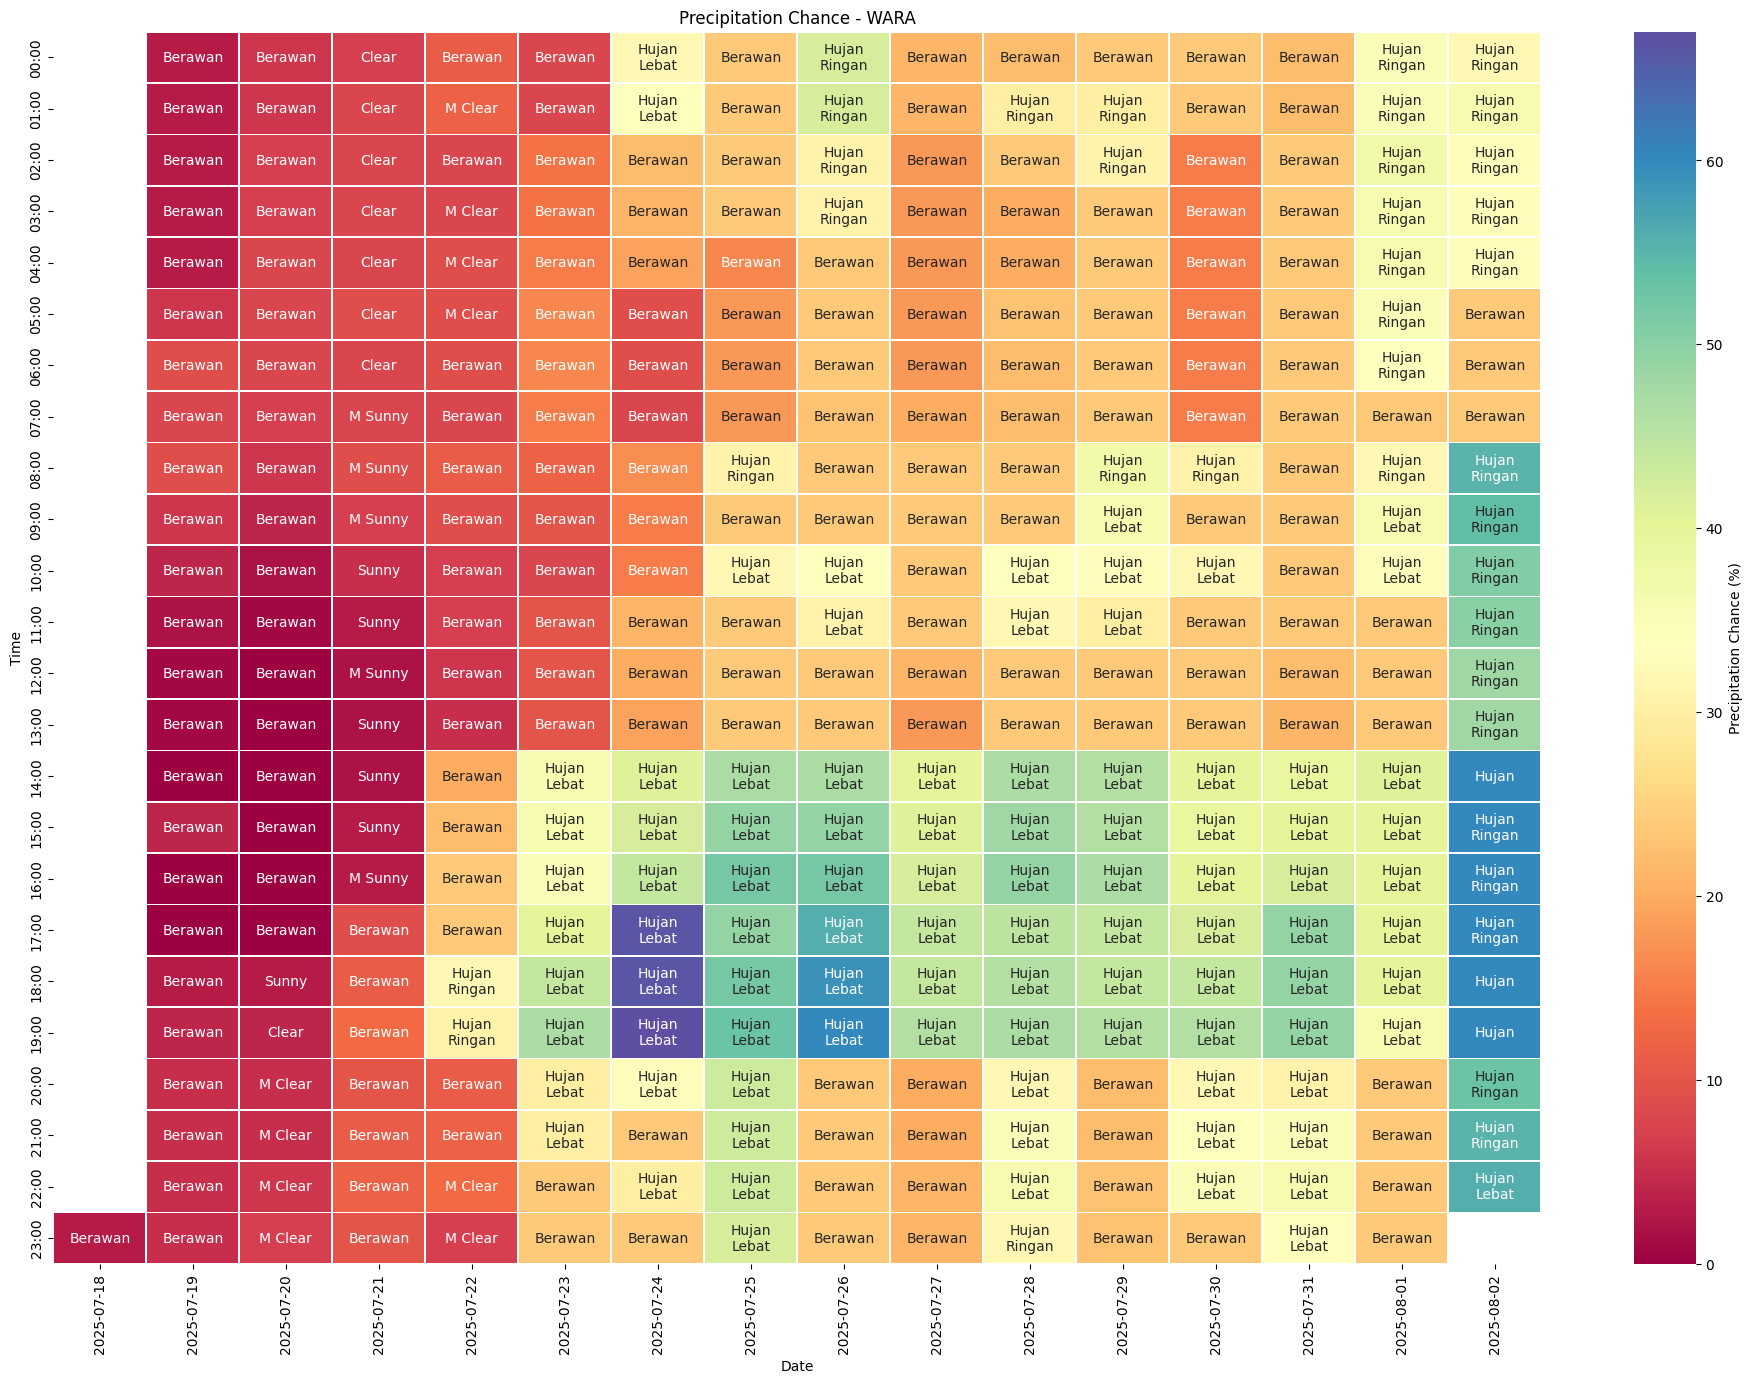 Precipitation Chance - WARA
00:00 Berawan Berawan Clear Berawan Berawan Hujan Lebat Berawan Hujan Ringan Berawan Berawan Berawan Berawan Berawan Hujan Ringan Hujan Ringan
01:00 Berawan Berawan Clear M Clear Berawan Hujan Lebat Berawan Hujan Ringan Berawan Hujan Ringan Hujan Ringan Berawan Berawan Hujan Ringan Hujan Ringan
02:00 Berawan Berawan Clear Berawan Berawan Berawan Berawan Hujan Ringan Berawan Berawan Hujan Ringan Berawan Berawan Hujan Ringan Hujan Ringan
03:00 Berawan Berawan Clear M Clear Berawan Berawan Berawan Hujan Ringan Berawan Berawan Berawan Berawan Berawan Hujan Ringan Hujan Ringan
04:00 Berawan Berawan Clear M Clear Berawan Berawan Berawan Berawan Berawan Berawan Berawan Berawan Berawan Hujan Ringan Hujan Ringan
05:00 Berawan Berawan Clear M Clear Berawan Berawan Berawan Berawan Berawan Berawan Berawan Berawan Berawan Hujan Ringan Berawan
06:00 Berawan Berawan Clear Berawan Berawan Berawan Berawan Berawan Berawan Berawan Berawan Berawan Berawan Hujan Ringan Berawan
07:00 Berawan Berawan M Sunny Berawan Berawan Berawan Berawan Berawan Berawan Berawan Berawan Berawan Berawan Berawan Berawan
08:00 Berawan Berawan M Sunny Berawan Berawan Berawan Hujan Ringan Berawan Berawan Berawan Hujan Ringan Hujan Ringan Berawan Hujan Ringan Hujan Ringan
09:00 Berawan Berawan M Sunny Berawan Berawan Berawan Berawan Berawan Berawan Berawan Hujan Lebat Berawan Berawan Hujan Lebat Hujan Ringan
10:00 Berawan Berawan Sunny Berawan Berawan Berawan Hujan Lebat Hujan Lebat Berawan Hujan Lebat Hujan Lebat Hujan Lebat Berawan Hujan Lebat Hujan Ringan
11:00 Berawan Berawan Sunny Berawan Berawan Berawan Berawan Hujan Lebat Berawan Hujan Lebat Hujan Lebat Berawan Berawan Berawan Hujan Ringan
12:00 Berawan Berawan M Sunny Berawan Berawan Berawan Berawan Berawan Berawan Berawan Berawan Berawan Berawan Berawan Hujan Ringan
13:00 Berawan Berawan Sunny Berawan Berawan Berawan Berawan Berawan Berawan Berawan Berawan Berawan Berawan Berawan Hujan Ringan
14:00 Berawan Berawan Sunny Berawan Hujan Lebat Hujan Lebat Hujan Lebat Hujan Lebat Hujan Lebat Hujan Lebat Hujan Lebat Hujan Lebat Hujan Lebat Hujan Lebat Hujan
15:00 Berawan Berawan Sunny Berawan Hujan Lebat Hujan Lebat Hujan Lebat Hujan Lebat Hujan Lebat Hujan Lebat Hujan Lebat Hujan Lebat Hujan Lebat Hujan Lebat Hujan Ringan
16:00 Berawan Berawan M Sunny Berawan Hujan Lebat Hujan Lebat Hujan Lebat Hujan Lebat Hujan Lebat Hujan Lebat Hujan Lebat Hujan Lebat Hujan Lebat Hujan Lebat Hujan Ringan
17:00 Berawan Berawan Berawan Berawan Hujan Lebat Hujan Lebat Hujan Lebat Hujan Lebat Hujan Lebat Hujan Lebat Hujan Lebat Hujan Lebat Hujan Lebat Hujan Lebat Hujan Ringan
18:00 Berawan Sunny Berawan Hujan Ringan Hujan Lebat Hujan Lebat Hujan Lebat Hujan Lebat Hujan Lebat Hujan Lebat Hujan Lebat Hujan Lebat Hujan Lebat Hujan Lebat Hujan
19:00 Berawan Clear Berawan Hujan Ringan Hujan Lebat Hujan Lebat Hujan Lebat Hujan Lebat Hujan Lebat Hujan Lebat Hujan Lebat Hujan Lebat Hujan Lebat Hujan Lebat Hujan
20:00 Berawan M Clear Berawan Berawan Hujan Lebat Hujan Lebat Hujan Lebat Berawan Berawan Hujan Lebat Berawan Hujan Lebat Hujan Lebat Berawan Hujan Ringan
21:00 Berawan M Clear Berawan Berawan Hujan Lebat Berawan Hujan Lebat Berawan Berawan Hujan Lebat Berawan Hujan Lebat Hujan Lebat Berawan Hujan Ringan
22:00 Berawan M Clear Berawan M Clear Berawan Hujan Lebat Hujan Lebat Berawan Berawan Hujan Lebat Berawan Hujan Lebat Hujan Lebat Berawan Hujan Lebat
23:00 Berawan Berawan M Clear Berawan M Clear Berawan Berawan Hujan Lebat Berawan Berawan Hujan Ringan Berawan Berawan Hujan Lebat Berawan
Time
2025-07-18 2025-07-19 2025-07-20 2025-07-21 2025-07-22 2025-07-23 2025-07-24 2025-07-25 2025-07-26 2025-07-27 2025-07-28 2025-07-29 2025-07-30 2025-07-31 2025-08-01 2025-08-02
Date
60
50
40
30
20
10
0
Precipitation Chance (%)